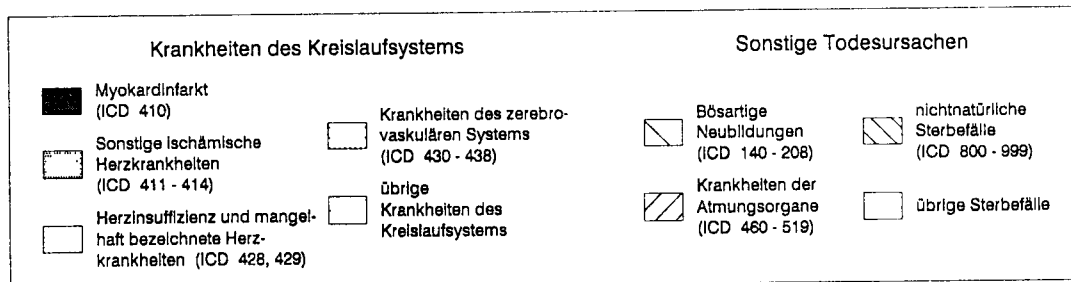 Krankheiten des Kreislaufsystems
Myokardinfarkt
(ICD 410)
Sonstige ischämische
Herzkrankheiten
(ICD 411 - 414)
Herzinsuffizienz und mangel-
haft bezeichnete Herz-
krankheiten (ICD 428, 429)
Krankheiten des zerebro-
vaskulären Systems
(ICD 430 - 438)
übrige
Krankheiten des
Kreislaufsystems
Sonstige Todesursachen
Bösartige
Neubildungen
(ICD 140 - 208)
Krankheiten der
Atmungsorgane
(ICD 460 - 519)
nichtnatürliche
Sterbefälle
(ICD 800 - 999)
übrige Sterbefälle